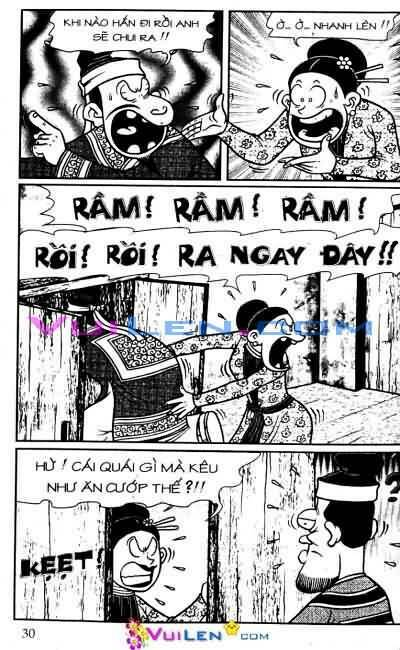 KHI NÀO HẮN ĐI RỒI ANH
SẼ CHUI RA !!
Ờ... Ờ... NHANH LÊN !!
RẦM! RẦM! RẦM!
RỒI! RỒI! RA NGAY ĐÂY!!
VUILEN.COM
HỪ! CÁI QUÁI GÌ MÀ KÊU
NHƯ ĂN CƯỚP THẾ ?!!
?
KẸẸT!
30
VUILEN.COM